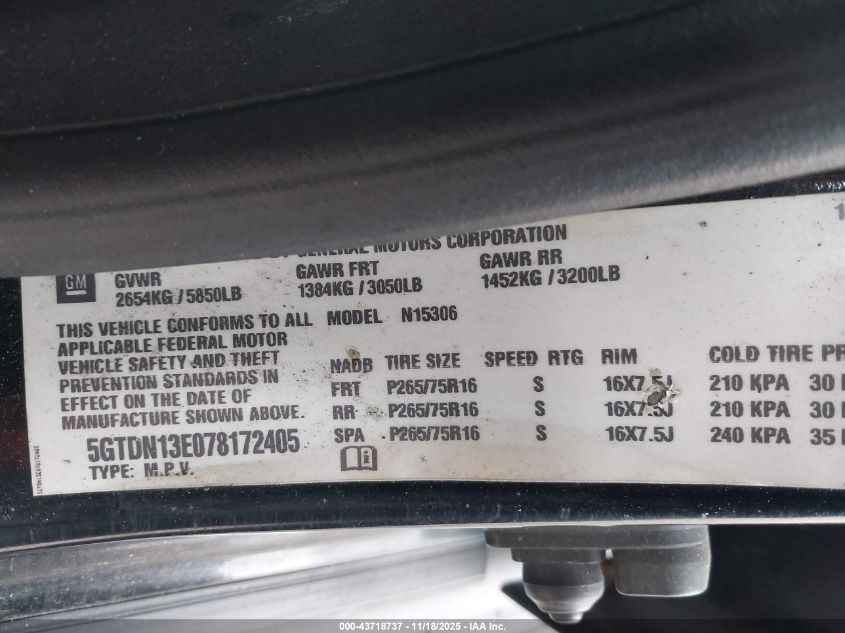 GENERAL MOTORS CORPORATION
GM
GVWR GAWR FRT GAWR RR
2654KG / 5850LB 1384KG / 3050LB 1452KG / 3200LB
THIS VEHICLE CONFORMS TO ALL
APPLICABLE FEDERAL MOTOR
VEHICLE SAFETY AND THEFT
PREVENTION STANDARDS IN
EFFECT ON THE DATE OF
MANUFACTURE SHOWN ABOVE.
5GTDN13E078172405
TYPE: M.P.V.
MODEL N15306
NADB TIRE SIZE SPEED RTG RIM COLD TIRE PR
FRT P265/75R16 S 16X7.5J 210 KPA 30
RR P265/75R16 S 16X7.5J 210 KPA 30
SPA P265/75R16 S 16X7.5J 240 KPA 35
000-43718737 - 11/18/2025 - IAA Inc.